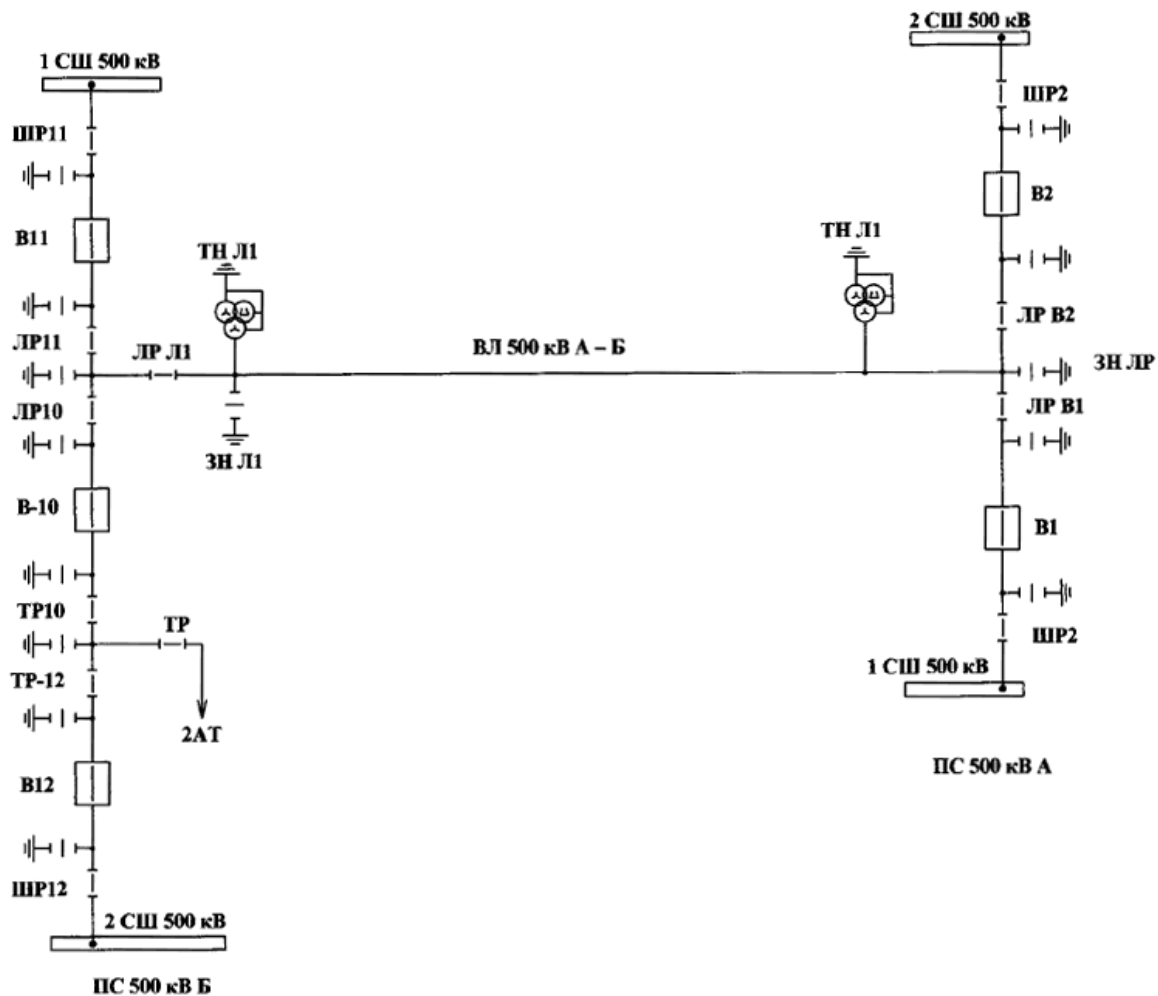 1 СШ 500 кВ
ШР11
В11
ТН Л1
ЛР11
ЛР Л1
ЛР10
ЗН Л1
В-10
ТР10
ТР
ТР-12
2АТ
В12
ШР12
2 СШ 500 кВ
ПС 500 кВ Б
ВЛ 500 кВ А – Б
2 СШ 500 кВ
ШР2
В2
ТН Л1
ЛР В2
ЗН ЛР
ЛР В1
В1
ШР2
1 СШ 500 кВ
ПС 500 кВ А